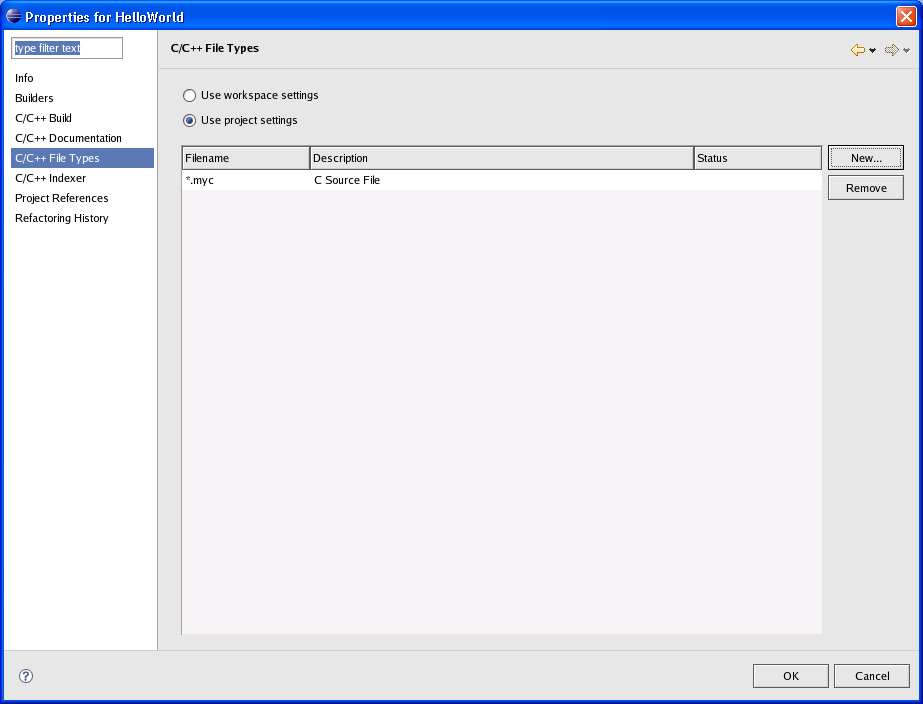 Properties for HelloWorld
type filter text
Info
Builders
C/C++ Build
C/C++ Documentation
C/C++ File Types
C/C++ Indexer
Project References
Refactoring History
C/C++ File Types
Use workspace settings
Use project settings
Filename Description Status
*.myc C Source File
New...
Remove
?
OK Cancel